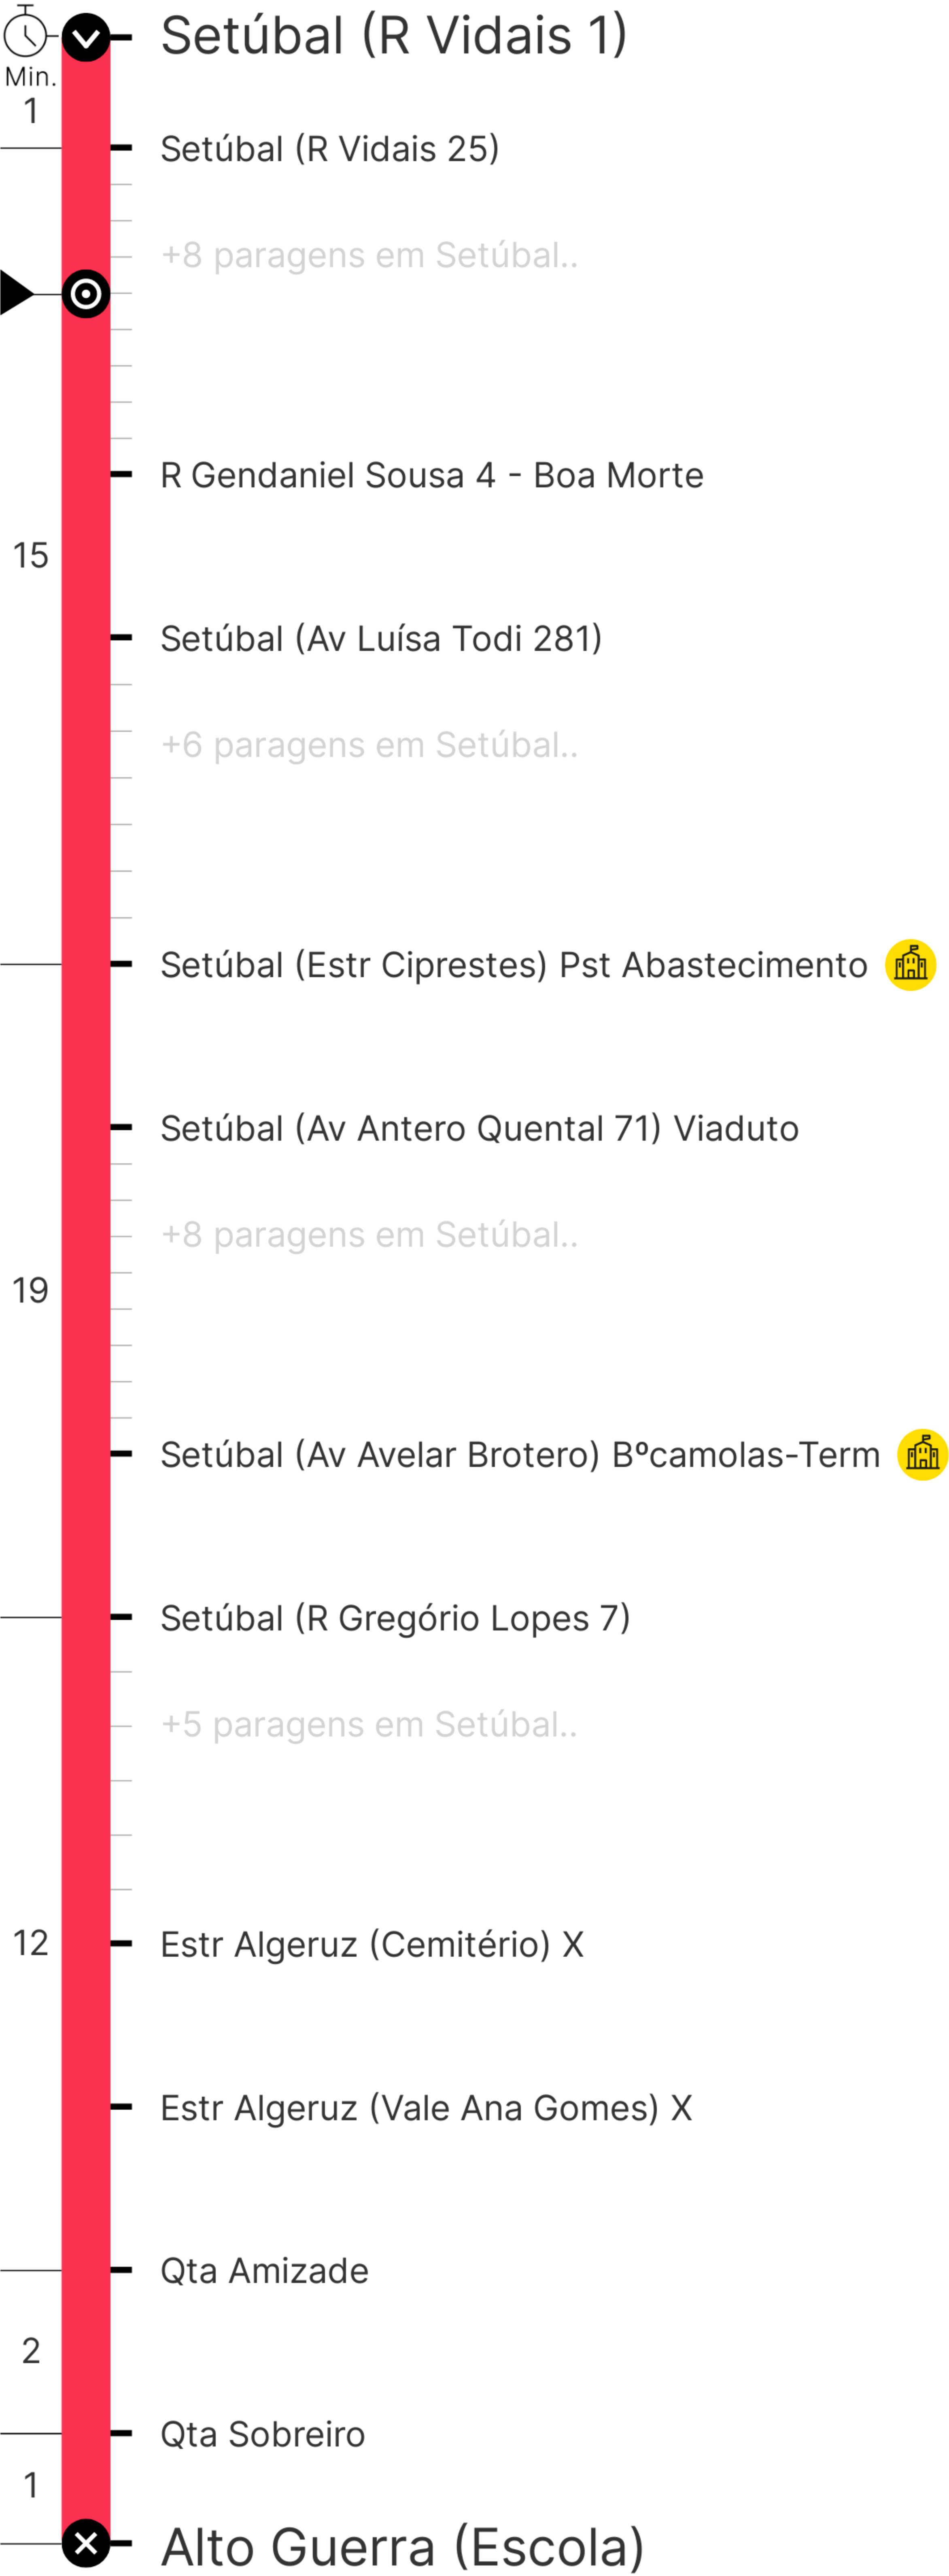 Setúbal (R Vidais 1)
Min.
1
Setúbal (R Vidais 25)
+8 paragens em Setúbal..
R Gendaniel Sousa 4 - Boa Morte
15
Setúbal (Av Luísa Todi 281)
+6 paragens em Setúbal..
Setúbal (Estr Ciprestes) Pst Abastecimento
Setúbal (Av Antero Quental 71) Viaduto
+8 paragens em Setúbal..
19
Setúbal (Av Avelar Brotero) Bºcamolas-Term
Setúbal (R Gregório Lopes 7)
+5 paragens em Setúbal..
12
Estr Algeruz (Cemitério) X
Estr Algeruz (Vale Ana Gomes) X
Qta Amizade
2
Qta Sobreiro
1
Alto Guerra (Escola)